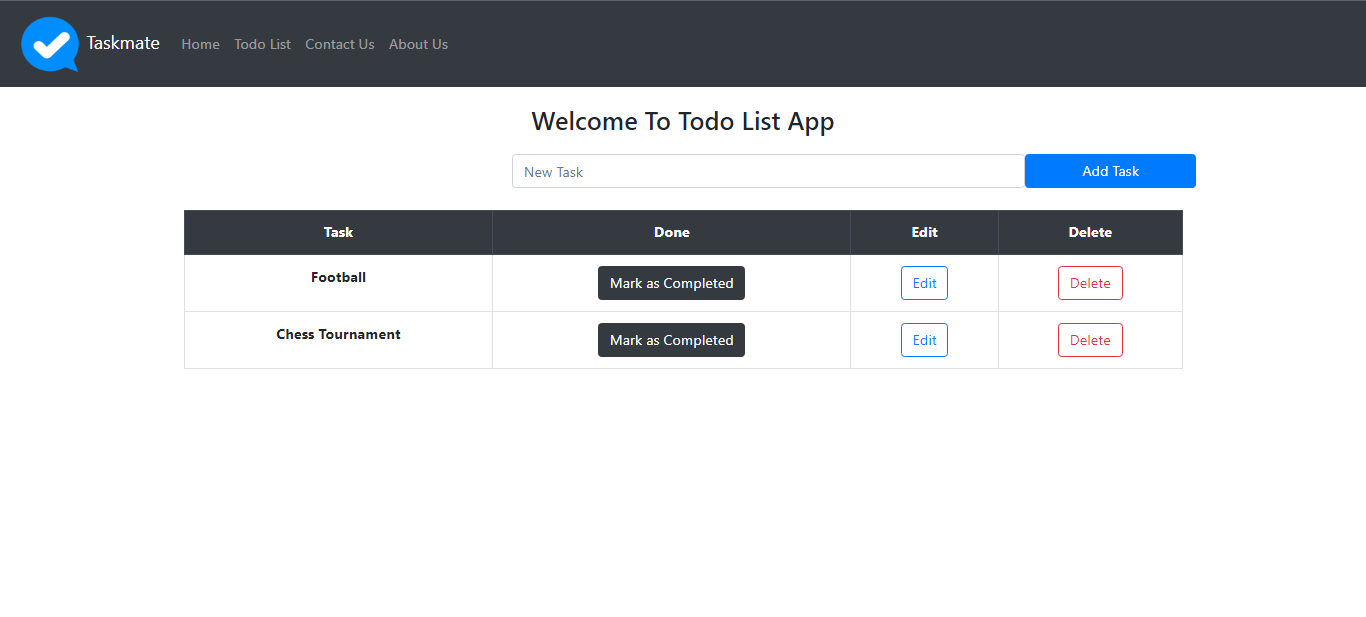 Taskmate Home Todo List Contact Us About Us
Welcome To Todo List App
New Task Add Task
Task Done Edit Delete
Football Mark as Completed Edit Delete
Chess Tournament Mark as Completed Edit Delete